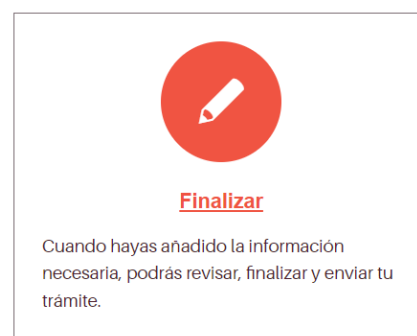 Finalizar
Cuando hayas añadido la información
necesaria, podrás revisar, finalizar y enviar tu
trámite.